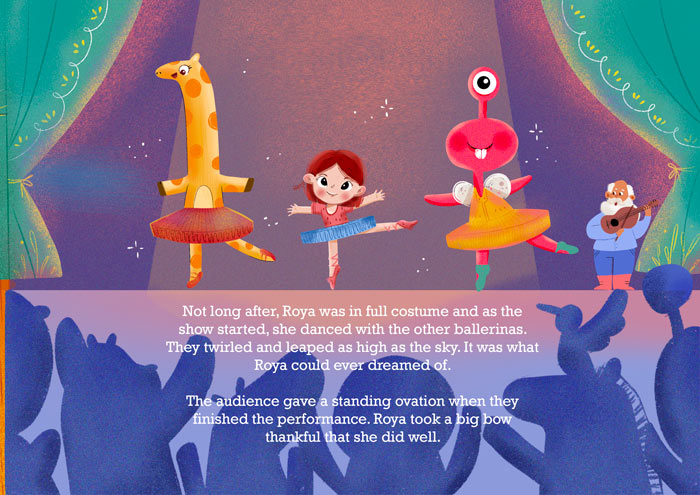 Not long after, Roya was in full costume and as the
show started, she danced with the other ballerinas.
They twirled and leaped as high as the sky. It was what
Roya could ever dreamed of.
The audience gave a standing ovation when they
finished the performance. Roya took a big bow
thankful that she did well.